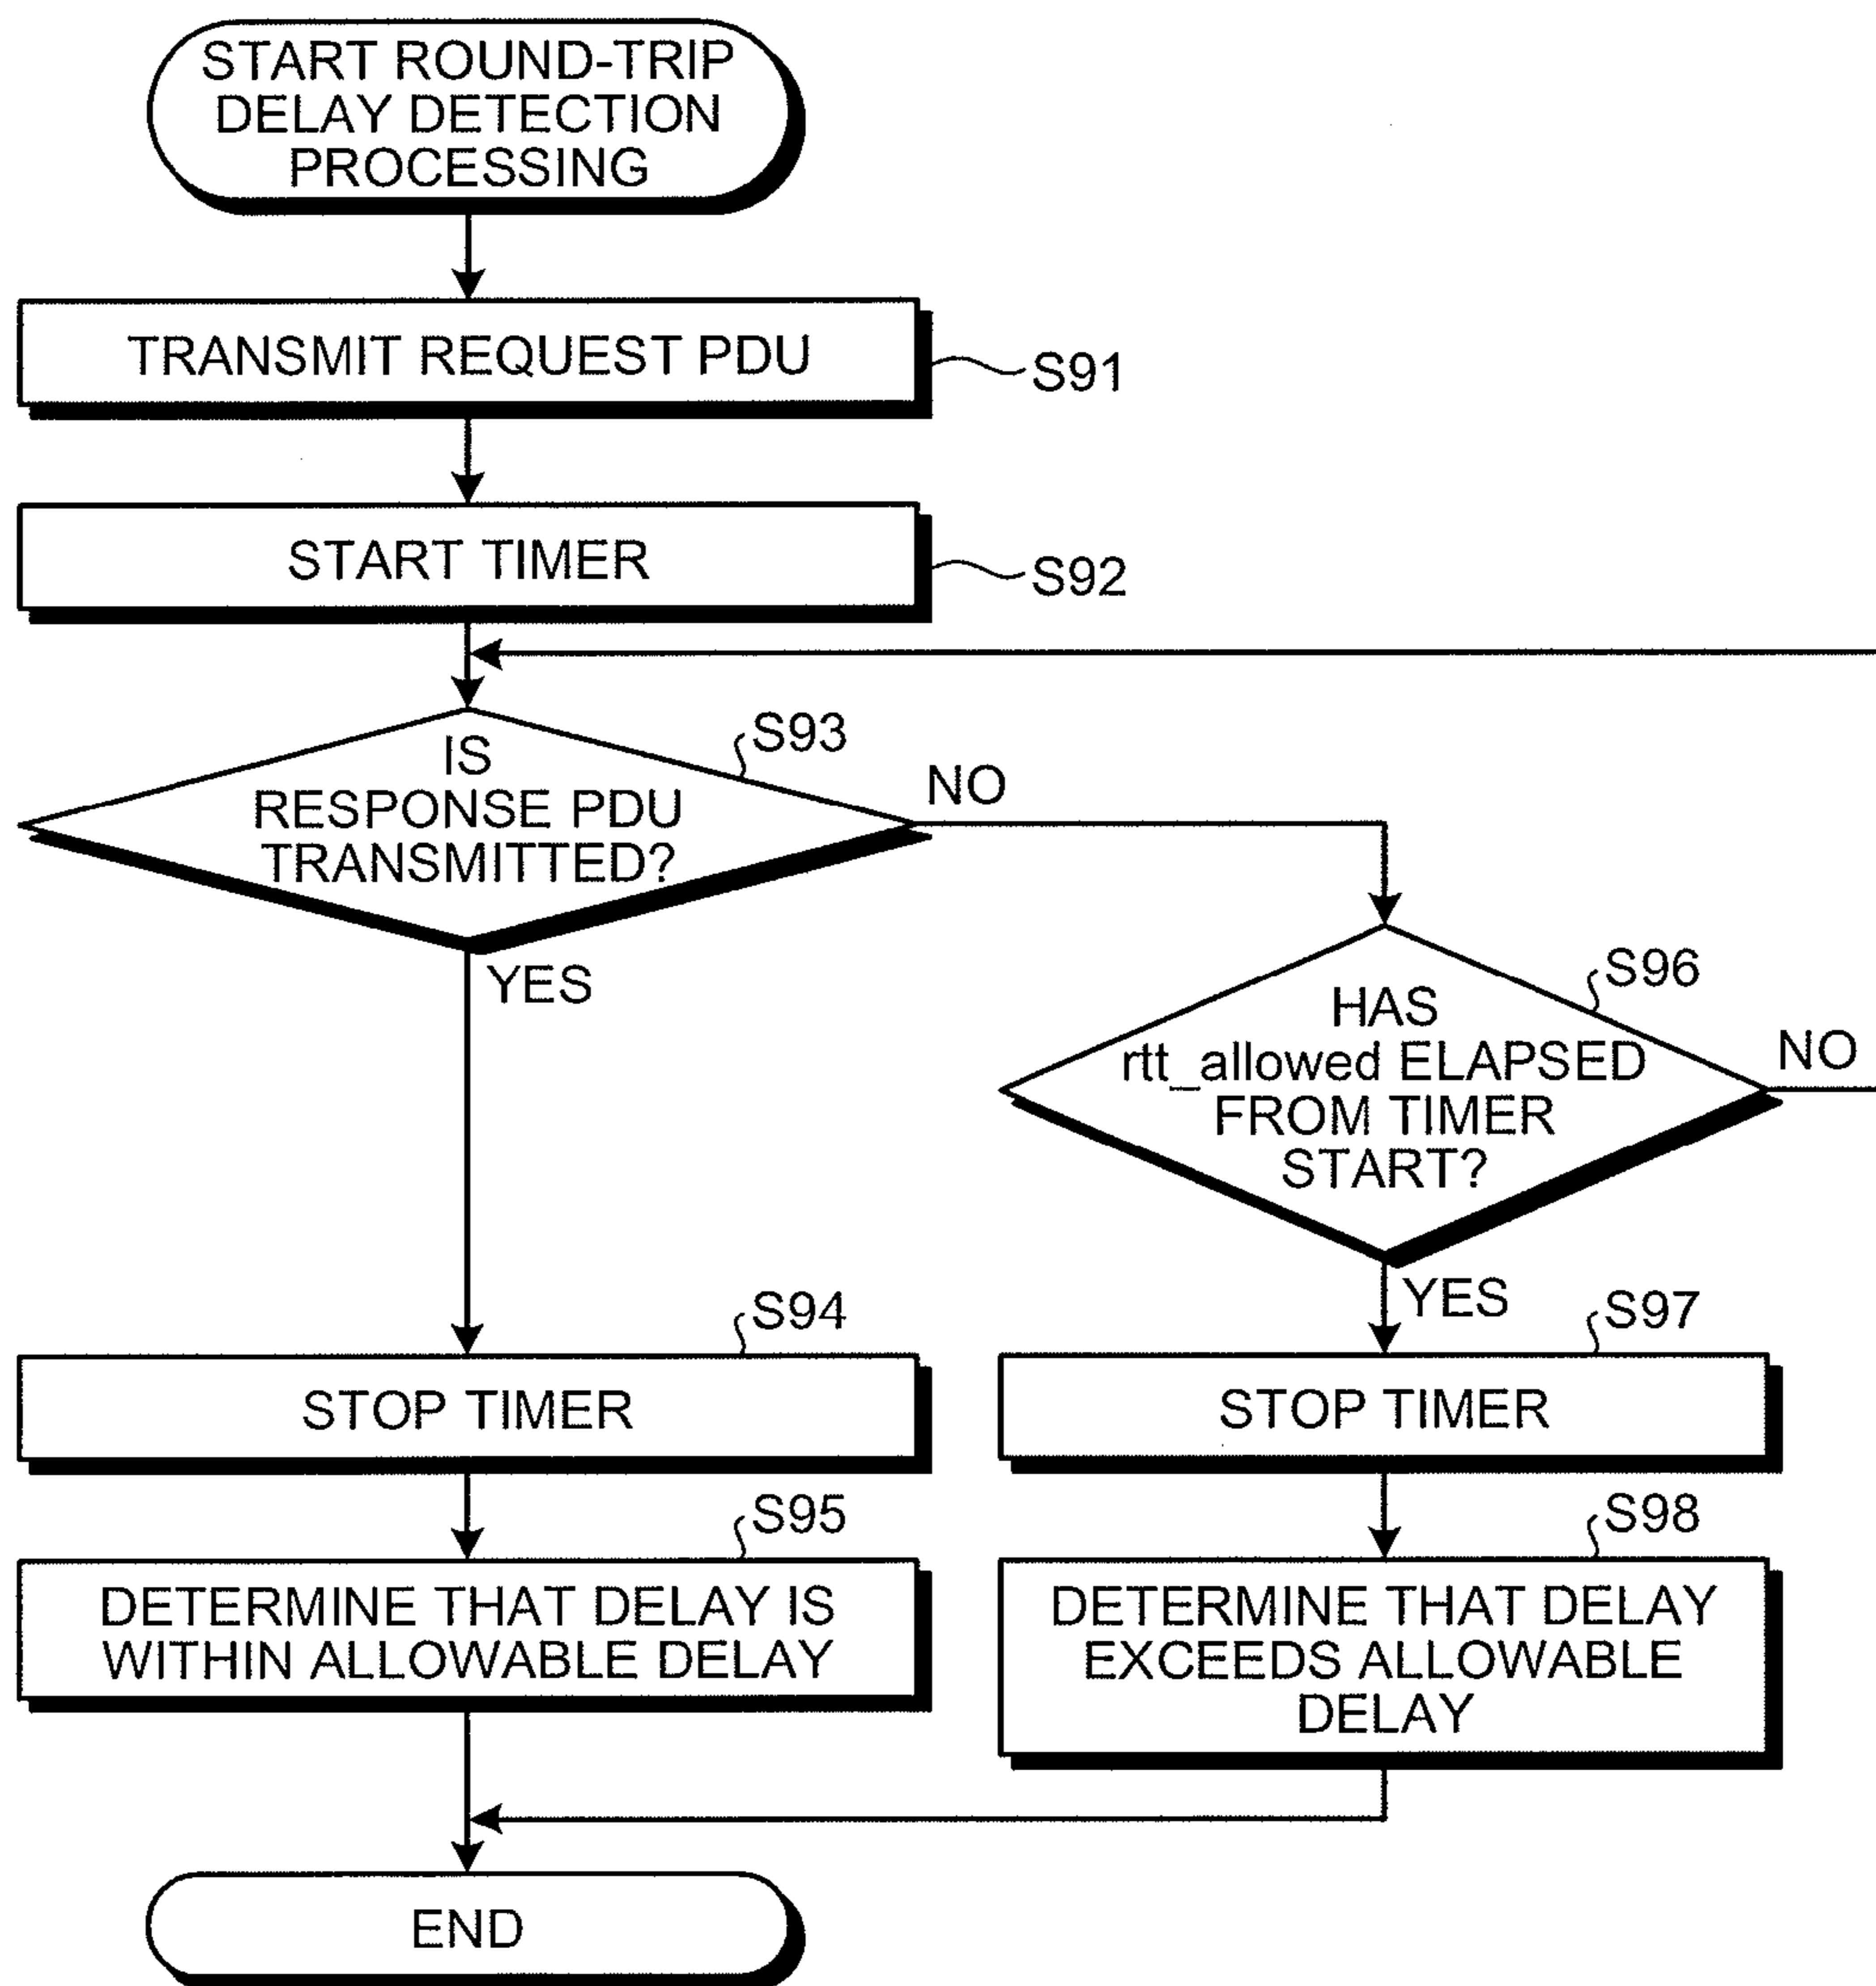 START ROUND-TRIP
DELAY DETECTION
PROCESSING
TRANSMIT REQUEST PDU
S91
START TIMER
S92
S93
IS
RESPONSE PDU
TRANSMITTED?
NO
YES
S96
HAS
rtt_allowed ELAPSED
FROM TIMER
START?
NO
YES
S94
STOP TIMER
S97
STOP TIMER
S95
DETERMINE THAT DELAY IS
WITHIN ALLOWABLE DELAY
S98
DETERMINE THAT DELAY
EXCEEDS ALLOWABLE
DELAY
END